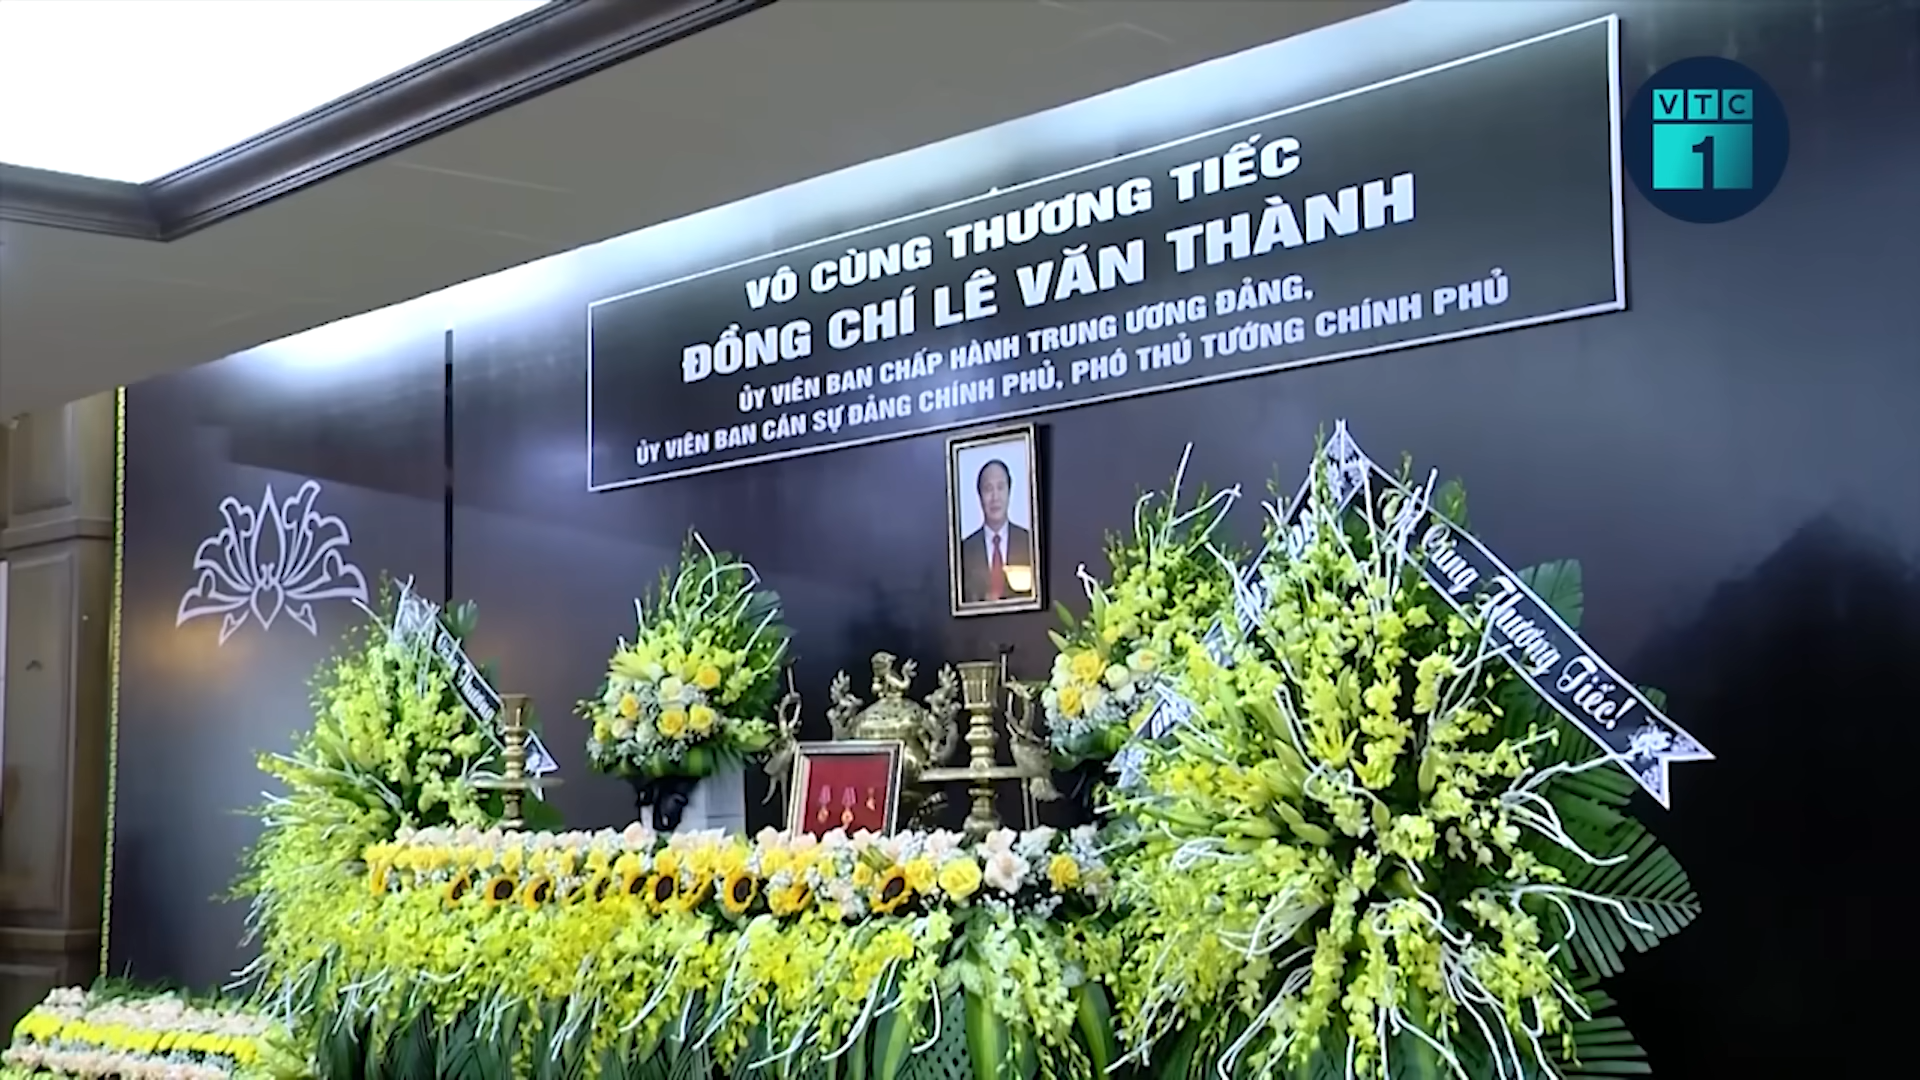 VTC
1
VÔ CÙNG THƯƠNG TIẾC
ĐỒNG CHÍ LÊ VĂN THÀNH
ỦY VIÊN BAN CHẤP HÀNH TRUNG ƯƠNG ĐẢNG,
ỦY VIÊN BAN CÁN SỰ ĐẢNG CHÍNH PHỦ, PHÓ THỦ TƯỚNG CHÍNH PHỦ
Cùng Thương Tiếc!